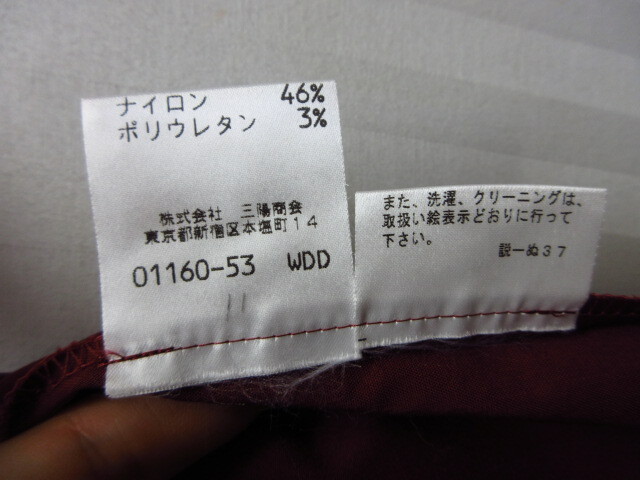 ナイロン 46%
ポリウレタン 3%
株式会社 三陽商会
東京都新宿区本塩町14
01160-53 WDD
11
また、洗濯、クリーニングは、
取扱い絵表示どおりに行って
下さい。
説ーぬ37